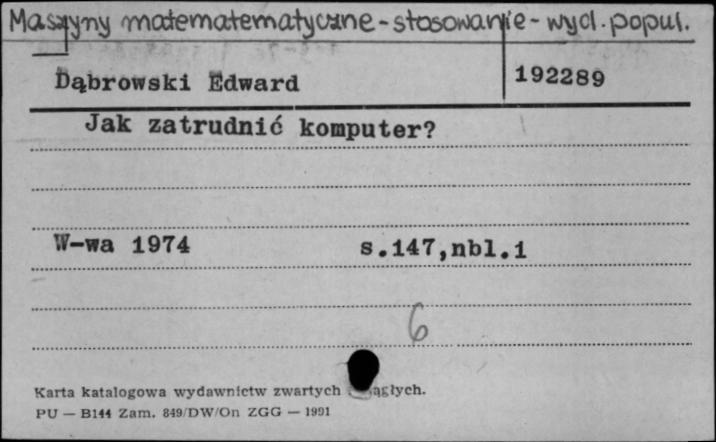 Maszyny matematematyczne - stosowanie - wyd. popul.
Dąbrowski Edward 192289
Jak zatrudnić komputer?
W-wa 1974 s.147,nbl.1
6
Karta katalogowa wydawnictw zwartych ągłych.
PU — B144 Zam. 849/DW/On ZGG — 1991